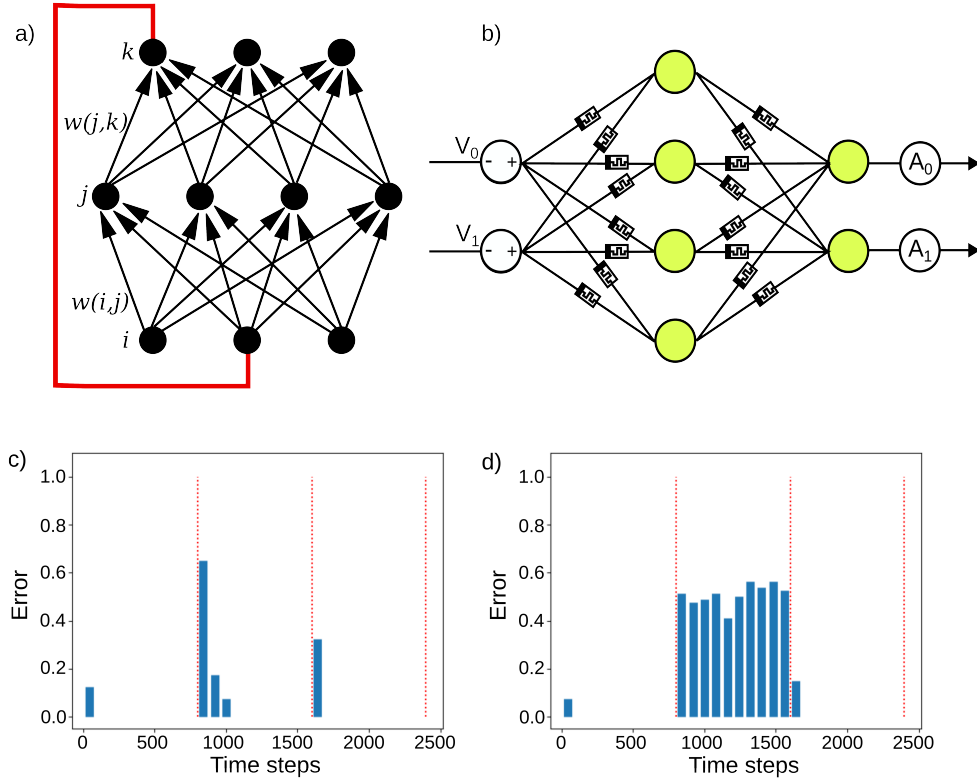 a)
k
w(j,k)
j
w(i,j)
i
b)
V0
- +
A0
V1
- +
A1
c)
1.0
0.8
0.6
0.4
0.2
0.0
Error
0 500 1000 1500 2000 2500
Time steps
d)
1.0
0.8
0.6
0.4
0.2
0.0
Error
0 500 1000 1500 2000 2500
Time steps